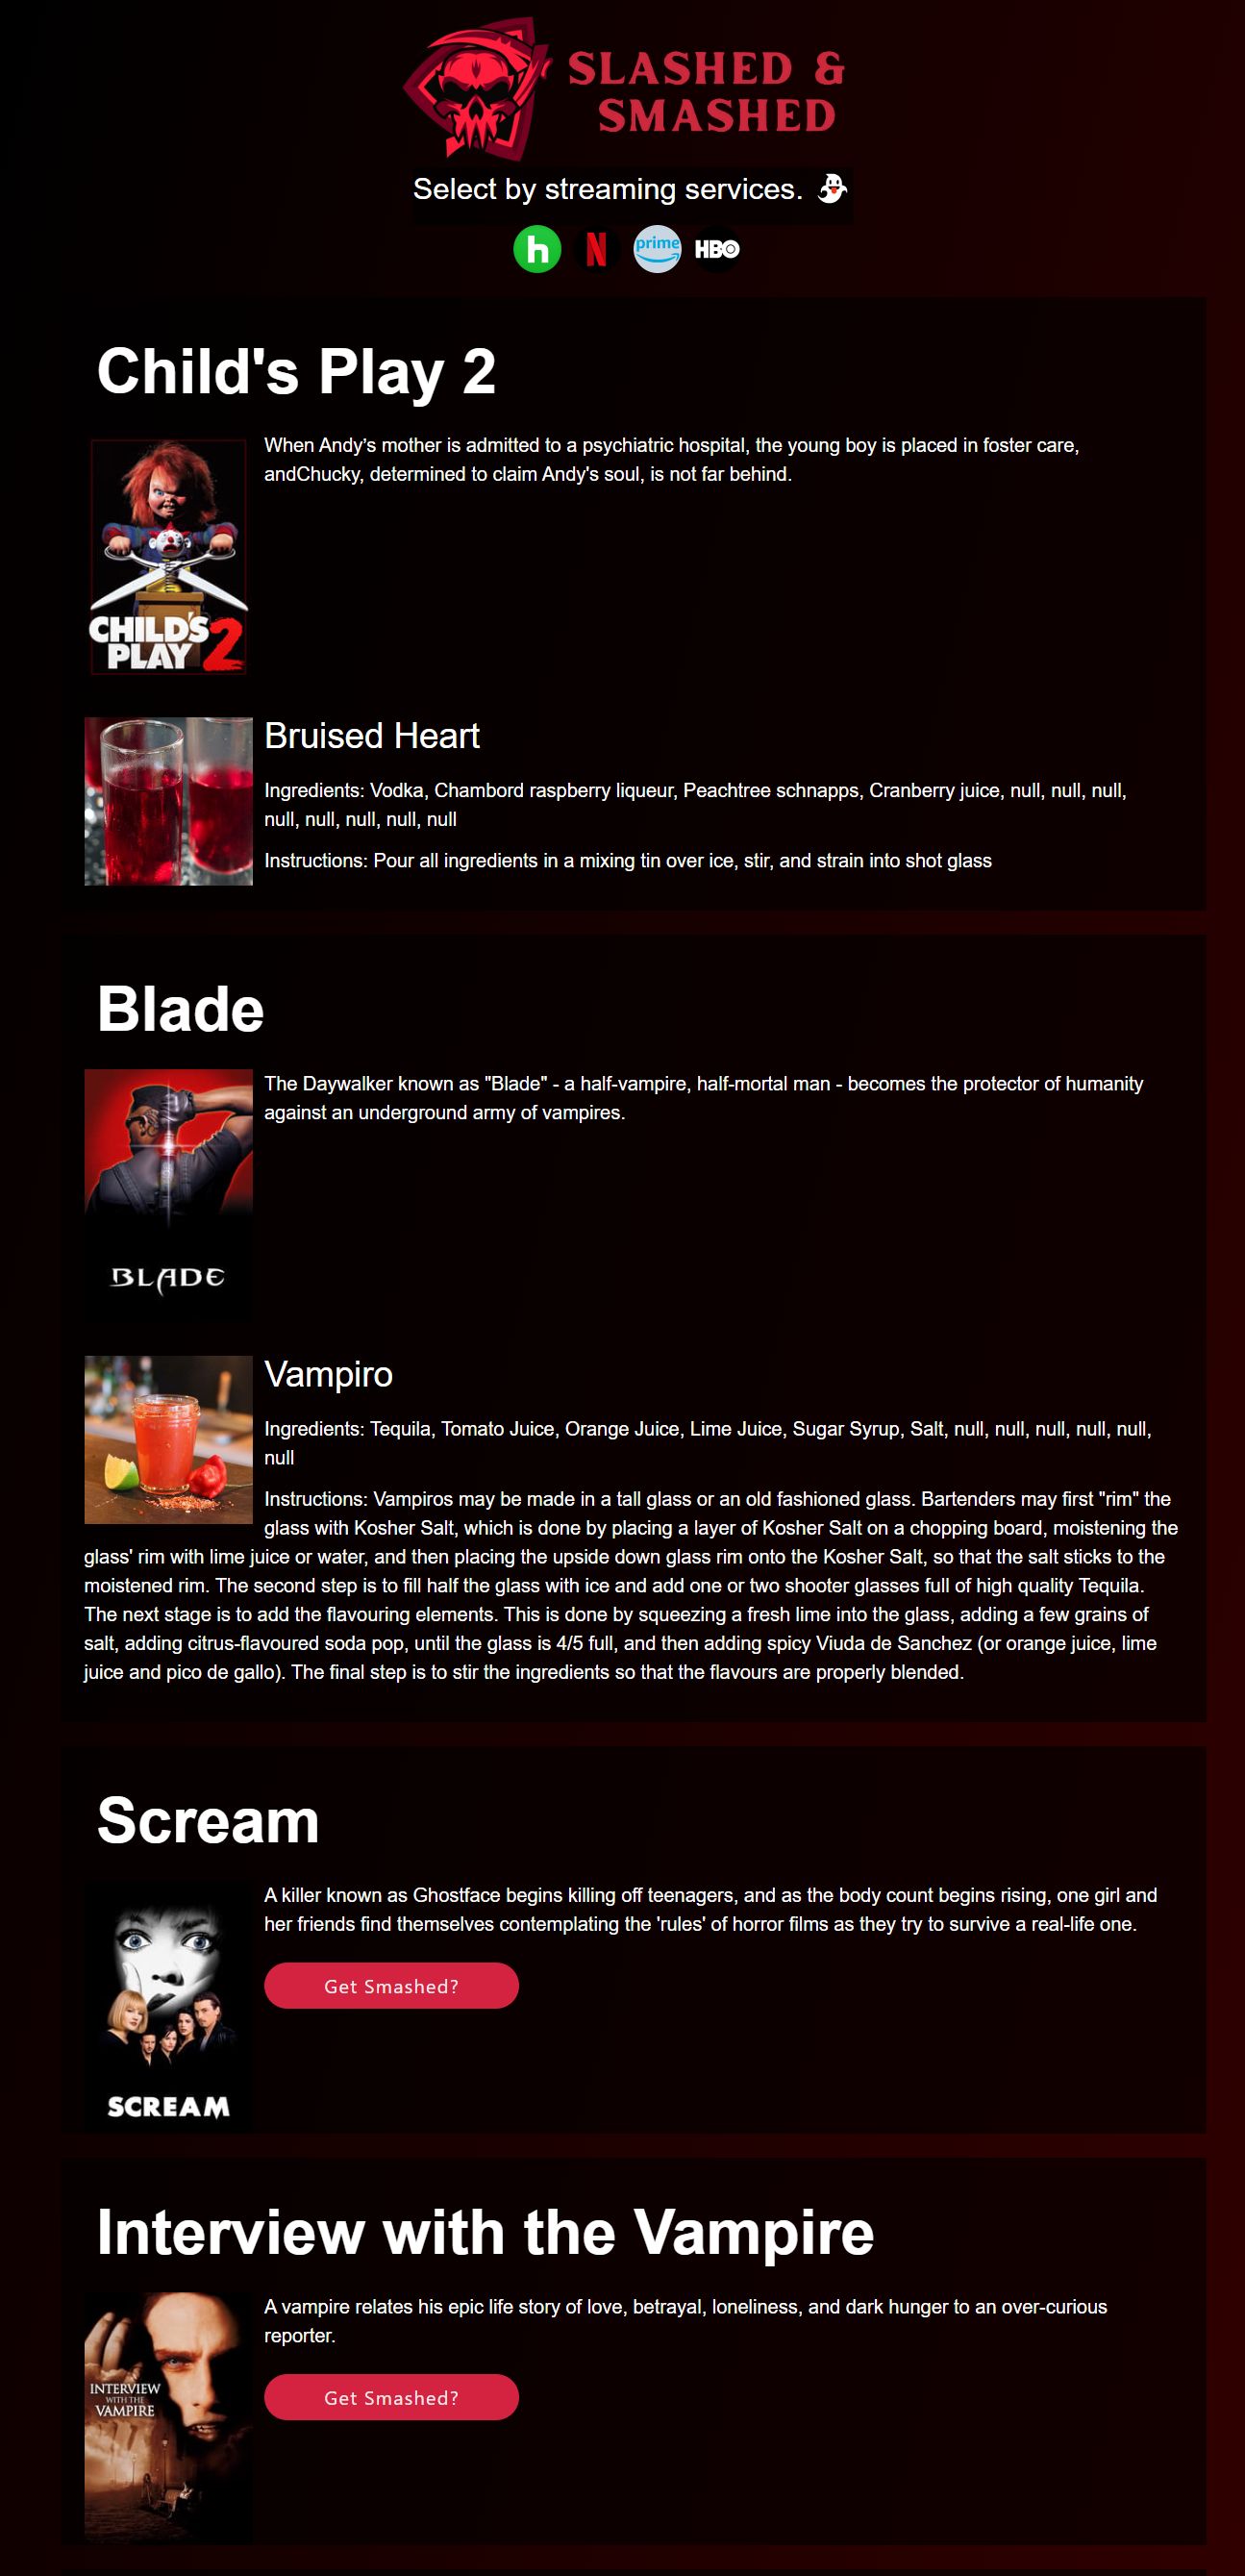 SLASHED &
SMASHED
Select by streaming services. 👻
h N prime HBO
Child's Play 2
When Andy's mother is admitted to a psychiatric hospital, the young boy is placed in foster care,
andChucky, determined to claim Andy's soul, is not far behind.
CHILD'S
PLAY 2
Bruised Heart
Ingredients: Vodka, Chambord raspberry liqueur, Peachtree schnapps, Cranberry juice, null, null, null,
null, null, null, null, null
Instructions: Pour all ingredients in a mixing tin over ice, stir, and strain into shot glass
Blade
The Daywalker known as "Blade" - a half-vampire, half-mortal man - becomes the protector of humanity
against an underground army of vampires.
BLADE
Vampiro
Ingredients: Tequila, Tomato Juice, Orange Juice, Lime Juice, Sugar Syrup, Salt, null, null, null, null, null,
null
Instructions: Vampiros may be made in a tall glass or an old fashioned glass. Bartenders may first "rim" the
glass with Kosher Salt, which is done by placing a layer of Kosher Salt on a chopping board, moistening the
glass' rim with lime juice or water, and then placing the upside down glass rim onto the Kosher Salt, so that the salt sticks to the
moistened rim. The second step is to fill half the glass with ice and add one or two shooter glasses full of high quality Tequila.
The next stage is to add the flavouring elements. This is done by squeezing a fresh lime into the glass, adding a few grains of
salt, adding citrus-flavoured soda pop, until the glass is 4/5 full, and then adding spicy Viuda de Sanchez (or orange juice, lime
juice and pico de gallo). The final step is to stir the ingredients so that the flavours are properly blended.
Scream
A killer known as Ghostface begins killing off teenagers, and as the body count begins rising, one girl and
her friends find themselves contemplating the 'rules' of horror films as they try to survive a real-life one.
Get Smashed?
SCREAM
Interview with the Vampire
A vampire relates his epic life story of love, betrayal, loneliness, and dark hunger to an over-curious
reporter.
Get Smashed?
INTERVIEW
WITH THE
VAMPIRE